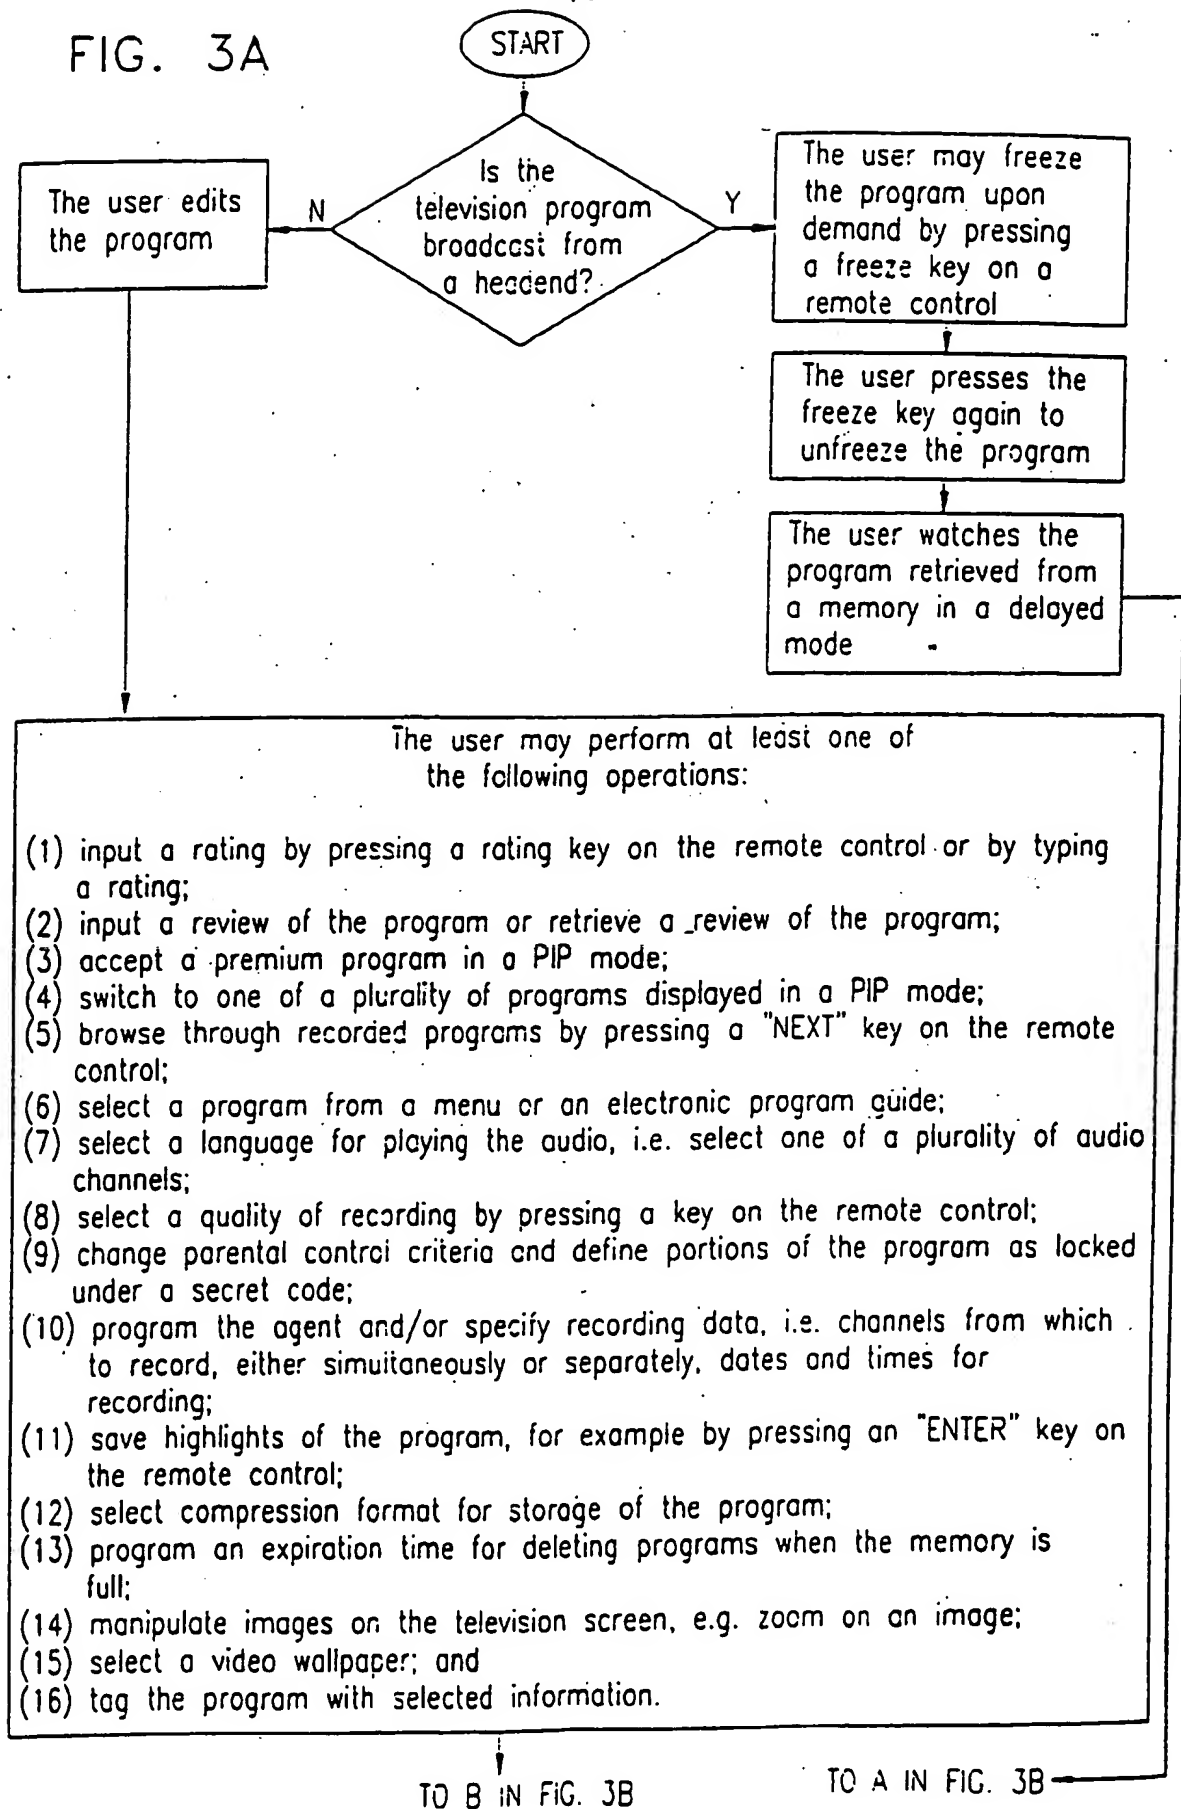 FIG. 3A
START
Is the
television program
broadcast from
a headend?
N
Y
The user edits
the program
The user may freeze
the program upon
demand by pressing
a freeze key on a
remote control
The user presses the
freeze key again to
unfreeze the program
The user watches the
program retrieved from
a memory in a delayed
mode
The user may perform at least one of
the following operations:
(1) input a rating by pressing a rating key on the remote control or by typing
a rating;
(2) input a review of the program or retrieve a review of the program;
(3) accept a premium program in a PIP mode;
(4) switch to one of a plurality of programs displayed in a PIP mode;
(5) browse through recorded programs by pressing a "NEXT" key on the remote
control;
(6) select a program from a menu or an electronic program guide;
(7) select a language for playing the audio, i.e. select one of a plurality of audio
channels;
(8) select a quality of recording by pressing a key on the remote control;
(9) change parental control criteria and define portions of the program as locked
under a secret code;
(10) program the agent and/or specify recording data, i.e. channels from which
to record, either simultaneously or separately, dates and times for
recording;
(11) save highlights of the program, for example by pressing an "ENTER" key on
the remote control;
(12) select compression format for storage of the program;
(13) program an expiration time for deleting programs when the memory is
full;
(14) manipulate images on the television screen, e.g. zoom on an image;
(15) select a video wallpaper; and
(16) tag the program with selected information.
TO B IN FIG. 3B
TO A IN FIG. 3B